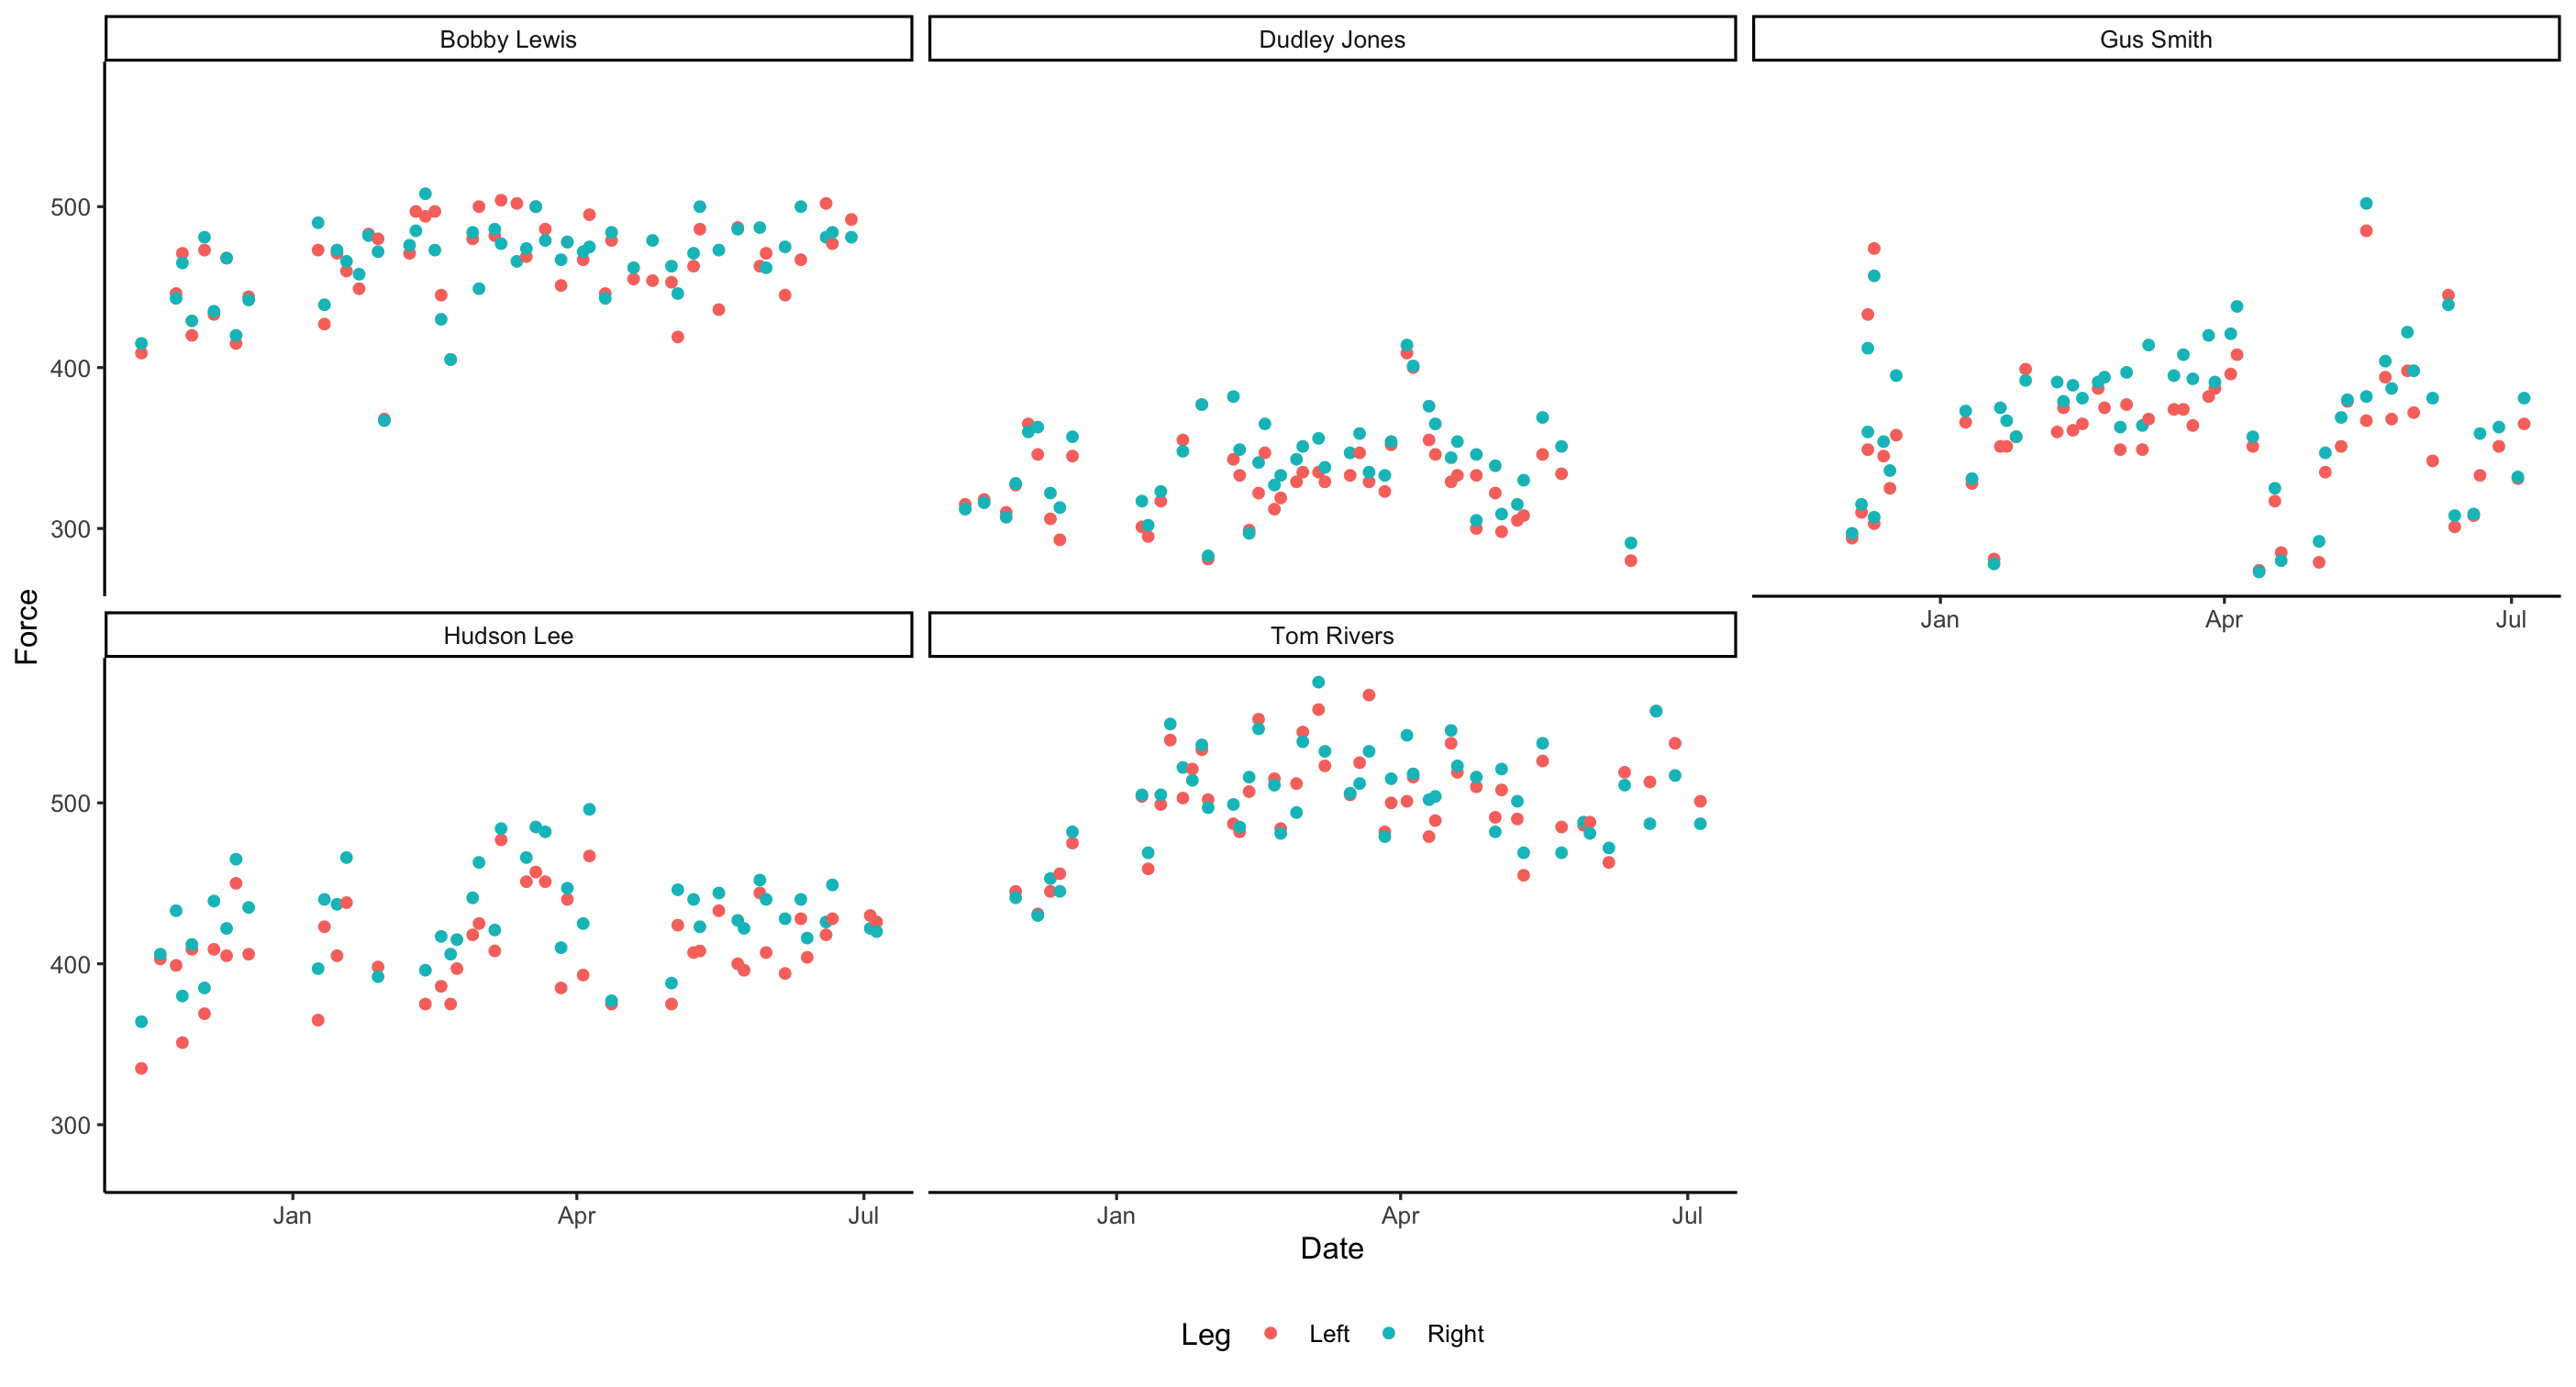 Bobby Lewis
Dudley Jones
Gus Smith
500
400
300
Jan
Apr
Jul
Force
Hudson Lee
Tom Rivers
500
400
300
Jan
Apr
Jul
Jan
Apr
Jul
Date
Leg Left Right